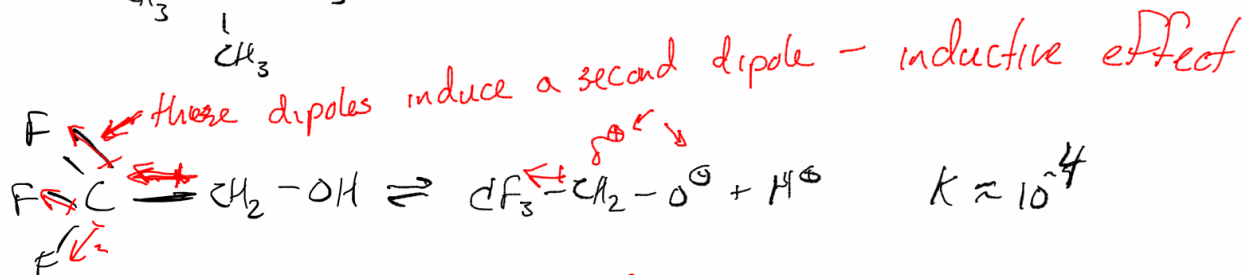 CH₃
these dipoles induce a second dipole – inductive effect
F
δ⊕
F C – CH₂ – OH ⇌ CF₃ – CH₂ – O⊖ + H⊕ K ≈ 10⁻⁴
F